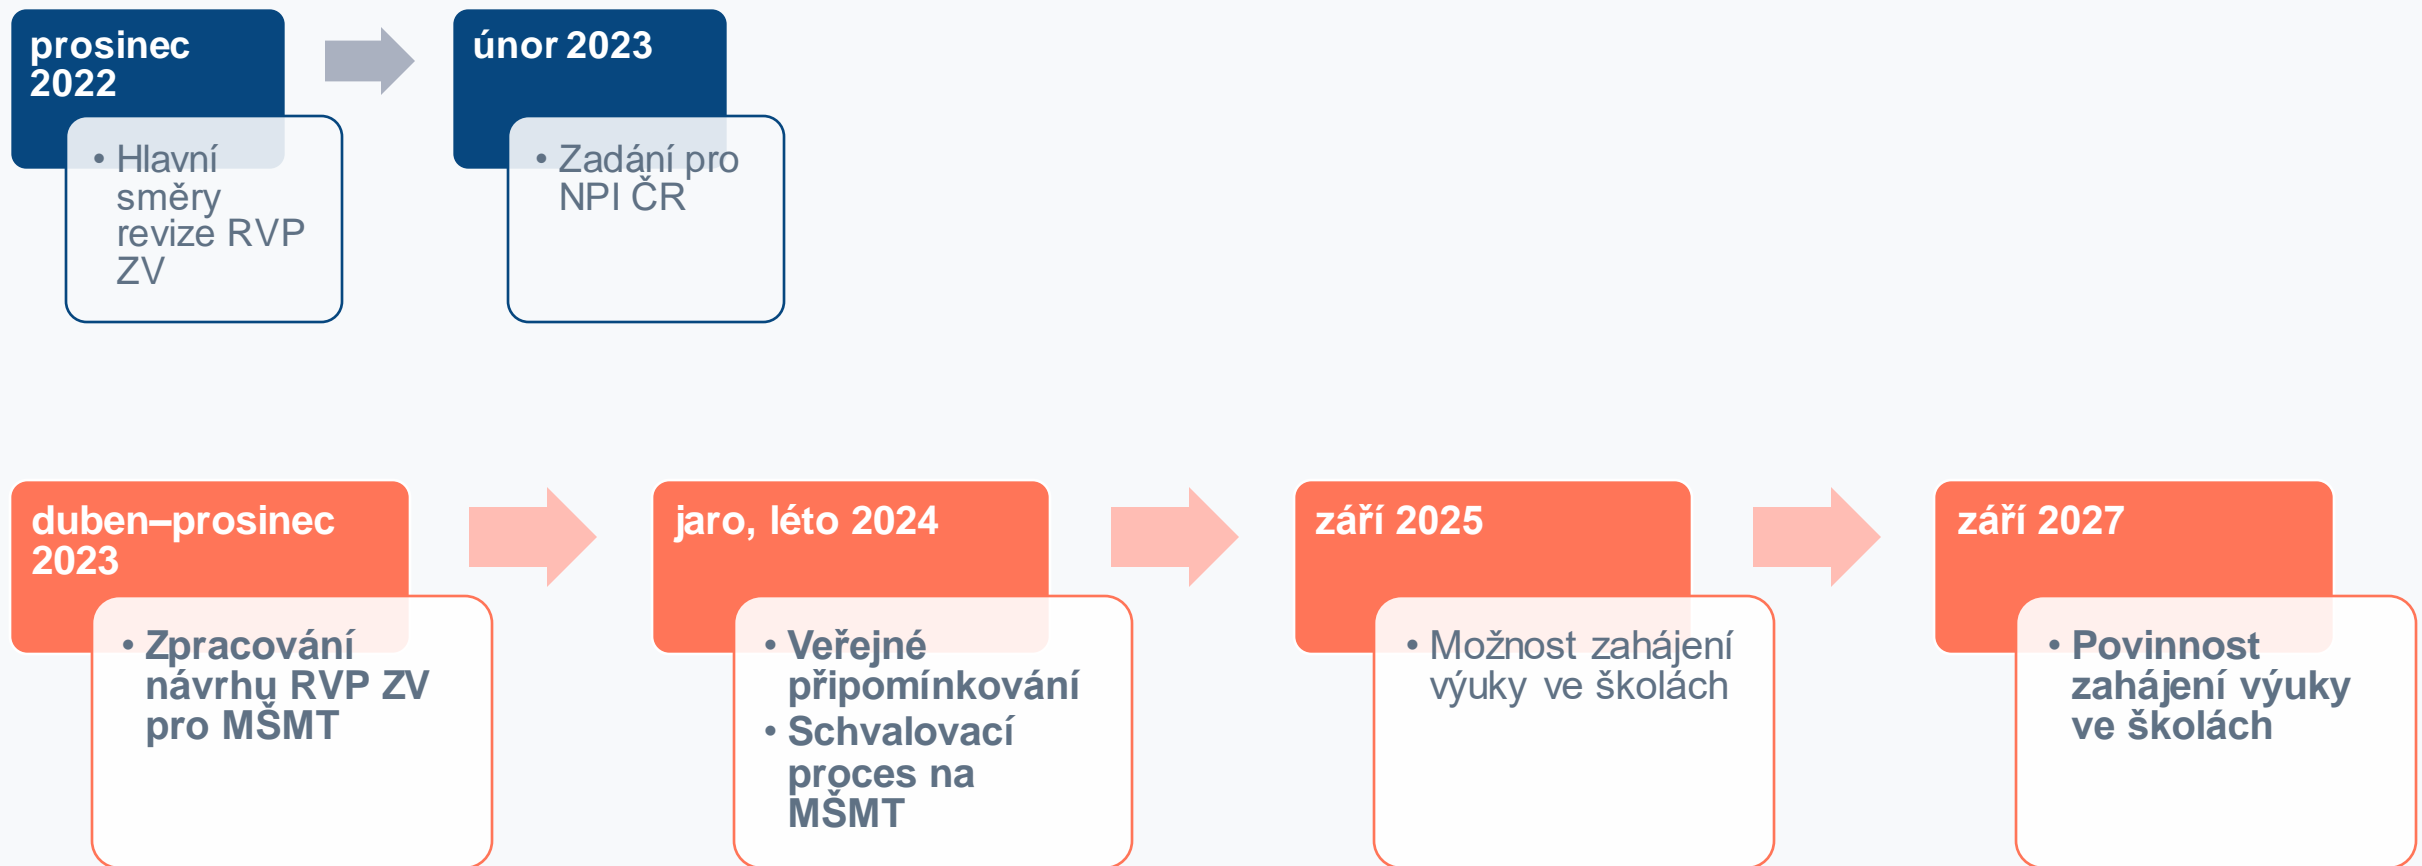 prosinec
2022
• Hlavní
směry
revize RVP
ZV
únor 2023
• Zadání pro
NPI ČR
duben–prosinec
2023
• Zpracování
návrhu RVP ZV
pro MŠMT
jaro, léto 2024
• Veřejné
připomínkování
• Schvalovací
proces na
MŠMT
září 2025
• Možnost zahájení
výuky ve školách
září 2027
• Povinnost
zahájení výuky
ve školách